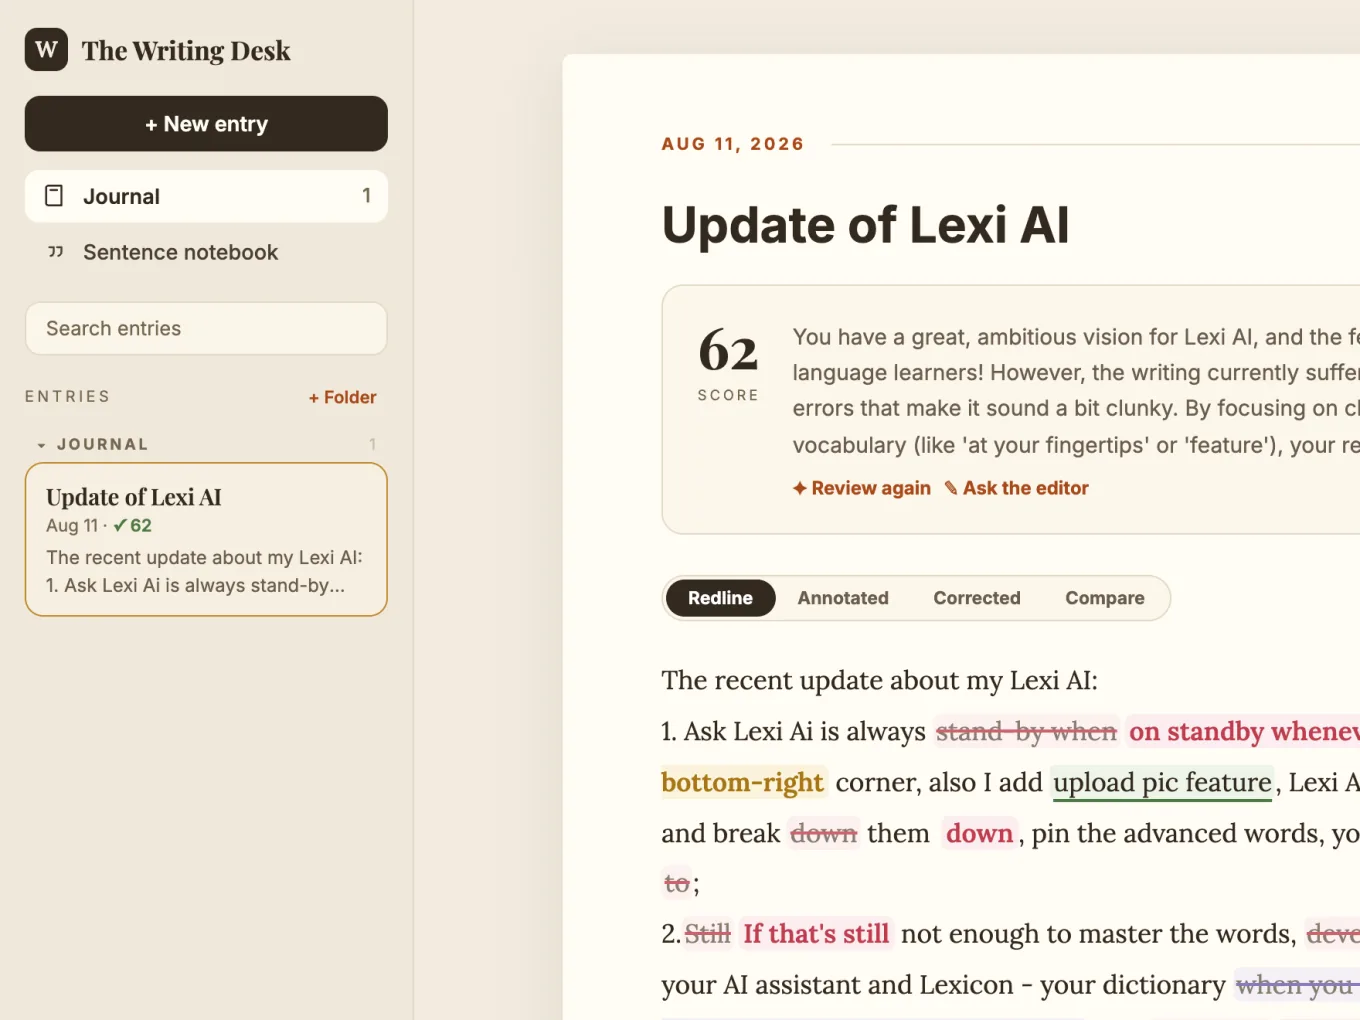 W The Writing Desk
+ New entry
Journal 1
Sentence notebook
Search entries
ENTRIES + Folder
JOURNAL 1
Update of Lexi AI
Aug 11 · ✓62
The recent update about my Lexi AI:
1. Ask Lexi Ai is always stand-by...
AUG 11, 2026
Update of Lexi AI
62
SCORE
You have a great, ambitious vision for Lexi AI, and the
language learners! However, the writing currently
errors that make it sound a bit clunky. By focusing on
vocabulary (like 'at your fingertips' or 'feature'), your
✦ Review again ✎ Ask the editor
Redline Annotated Corrected Compare
The recent update about my Lexi AI:
1. Ask Lexi Ai is always stand-by when on standby
bottom-right corner, also I add upload pic feature, Lexi
and break down them down, pin the advanced words,
to;
2. Still If that's still not enough to master the words,
your AI assistant and Lexicon - your dictionary when you